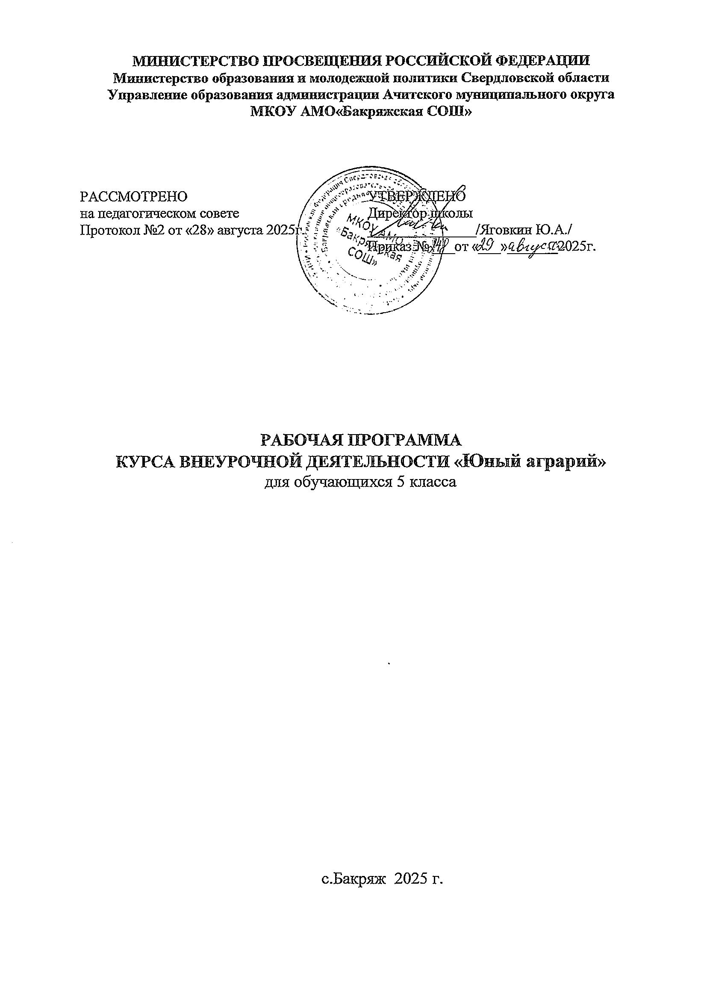 МИНИСТЕРСТВО ПРОСВЕЩЕНИЯ РОССИЙСКОЙ ФЕДЕРАЦИИ
Министерство образования и молодежной политики Свердловской области
Управление образования администрации Ачитского муниципального округа
МКОУ АМО«Бакряжская СОШ»
РАССМОТРЕНО
на педагогическом совете
Протокол №2 от «28» августа 2025г.
УТВЕРЖДЕНО
Директор школы
/Яговкин Ю.А./
Приказ № от «29» августа 2025г.
МКОУ АМО
«Бакряжская
СОШ»
РАБОЧАЯ ПРОГРАММА
КУРСА ВНЕУРОЧНОЙ ДЕЯТЕЛЬНОСТИ «Юный аграрий»
для обучающихся 5 класса
с.Бакряж 2025 г.